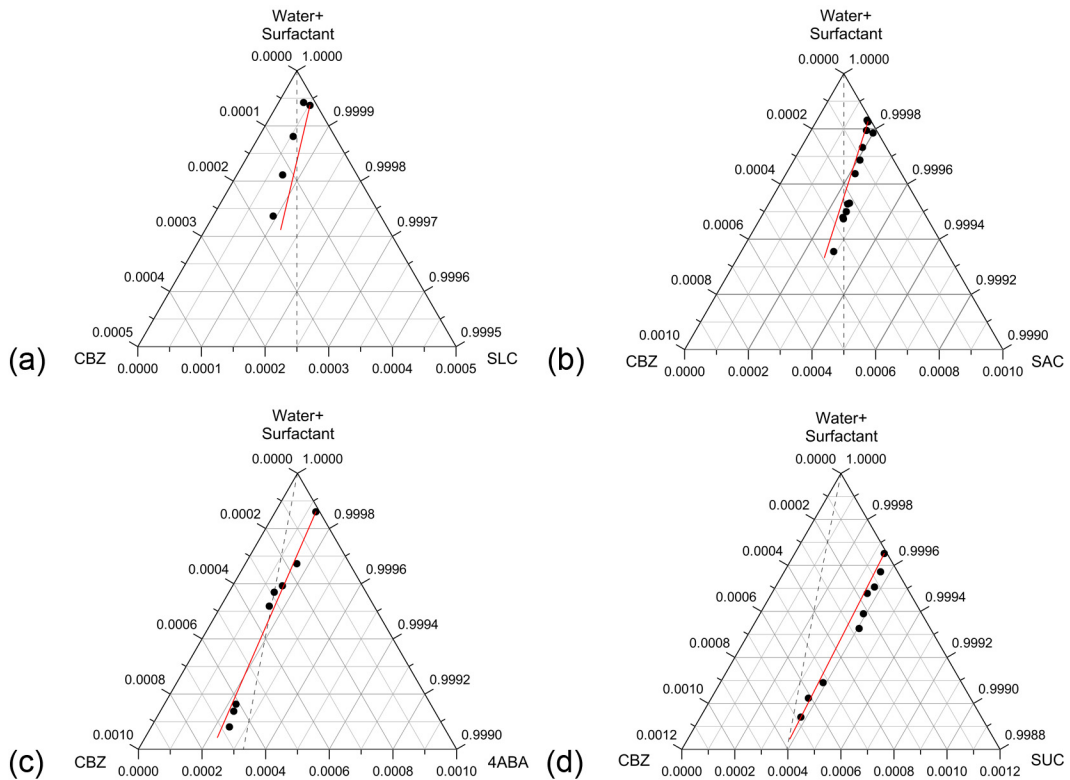 Water+
Surfactant
0.0000 1.0000
0.0001
0.9999
0.0002
0.9998
0.0003
0.9997
0.0004
0.9996
0.0005
0.9995
(a)
CBZ
SLC
0.0000 0.0001 0.0002 0.0003 0.0004 0.0005
Water+
Surfactant
0.0000 1.0000
0.0002
0.9998
0.0004
0.9996
0.0006
0.9994
0.0008
0.9992
0.0010
0.9990
(b)
CBZ
SAC
0.0000 0.0002 0.0004 0.0006 0.0008 0.0010
Water+
Surfactant
0.0000 1.0000
0.0002
0.9998
0.0004
0.9996
0.0006
0.9994
0.0008
0.9992
0.0010
0.9990
(c)
CBZ
4ABA
0.0000 0.0002 0.0004 0.0006 0.0008 0.0010
Water+
Surfactant
0.0000 1.0000
0.0002
0.9998
0.0004
0.9996
0.0006
0.9994
0.0008
0.9992
0.0010
0.9990
0.0012
0.9988
(d)
CBZ
SUC
0.0000 0.0002 0.0004 0.0006 0.0008 0.0010 0.0012